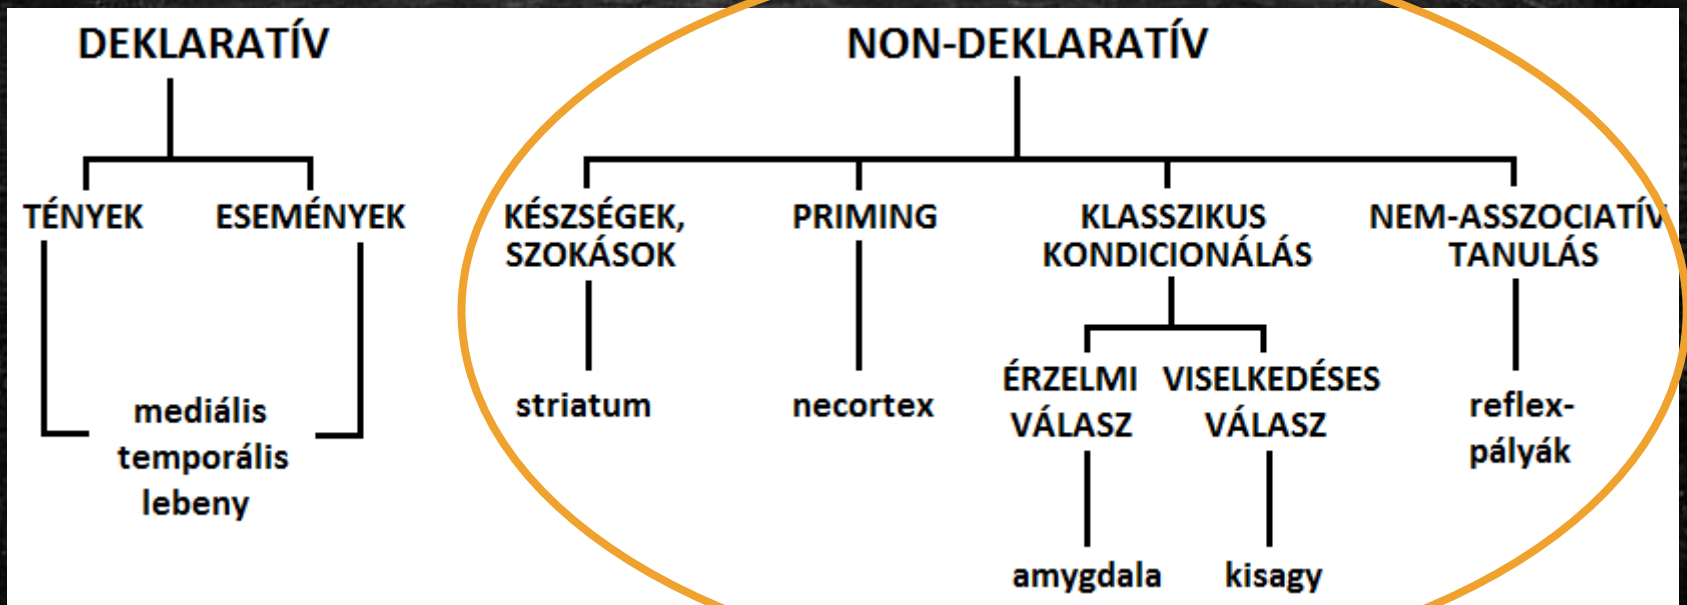 DEKLARATÍV
NON-DEKLARATÍV
TÉNYEK
ESEMÉNYEK
KÉSZSÉGEK,
SZOKÁSOK
PRIMING
KLASSZIKUS
KONDICIONÁLÁS
NEM-ASSZOCIATÍV
TANULÁS
mediális
temporális
lebeny
striatum
necortex
ÉRZELMI
VÁLASZ
VISELKEDÉSES
VÁLASZ
reflex-
pályák
amygdala
kisagy